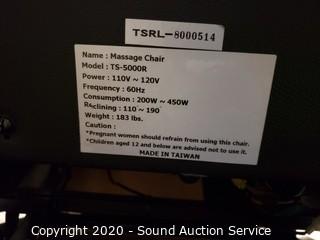 TSRL-8000514
Name : Massage Chair
Model : TS-5000R
Power : 110V ~ 120V
Frequency : 60Hz
Consumption : 200W ~ 450W
Reclining : 110˚~ 190˚
Weight : 183 lbs.
Caution :
*Pregnant women should refrain from using this chair.
*Children aged 12 and below are advised not to use it.
MADE IN TAIWAN
Copyright 2020 - Sound Auction Service